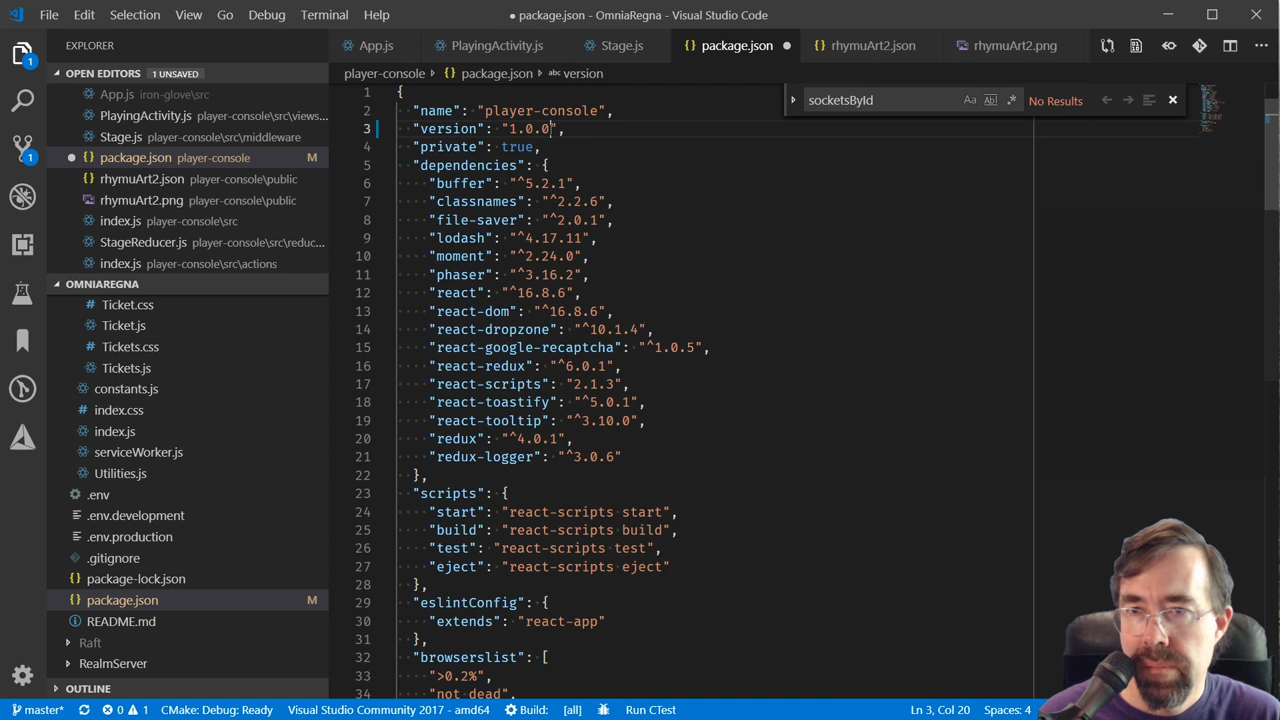 File Edit Selection View Go Debug Terminal Help
● package.json - OmniaRegna - Visual Studio Code
EXPLORER
OPEN EDITORS 1 UNSAVED
App.js iron-glove\src
PlayingActivity.js player-console\src\views...
Stage.js player-console\src\middleware
package.json player-console M
rhymuArt2.json player-console\public
rhymuArt2.png player-console\public
index.js player-console\src
StageReducer.js player-console\src\reduc...
index.js player-console\src\actions
OMNIAREGNA
Ticket.css
Ticket.js
Tickets.css
Tickets.js
constants.js
index.css
index.js
serviceWorker.js
Utilities.js
.env
.env.development
.env.production
.gitignore
package-lock.json
package.json M
README.md
Raft
RealmServer
OUTLINE
1
1
App.js PlayingActivity.js Stage.js package.json rhymuArt2.json rhymuArt2.png
player-console > package.json > abc version
socketsById Aa Abl .* No Results
1 {
2 "name": "player-console",
3 "version": "1.0.0",
4 "private": true,
5 "dependencies": {
6 "buffer": "^5.2.1",
7 "classnames": "^2.2.6",
8 "file-saver": "^2.0.1",
9 "lodash": "^4.17.11",
10 "moment": "^2.24.0",
11 "phaser": "^3.16.2",
12 "react": "^16.8.6",
13 "react-dom": "^16.8.6",
14 "react-dropzone": "^10.1.4",
15 "react-google-recaptcha": "^1.0.5",
16 "react-redux": "^6.0.1",
17 "react-scripts": "2.1.3",
18 "react-toastify": "^5.0.1",
19 "react-tooltip": "^3.10.0",
20 "redux": "^4.0.1",
21 "redux-logger": "^3.0.6"
22 },
23 "scripts": {
24 "start": "react-scripts start",
25 "build": "react-scripts build",
26 "test": "react-scripts test",
27 "eject": "react-scripts eject"
28 },
29 "eslintConfig": {
30 "extends": "react-app"
31 },
32 "browserslist": [
33 ">0.2%",
34 "not dead",
master* 0 1 CMake: Debug: Ready Visual Studio Community 2017 - amd64 Build: [all] Run CTest Ln 3, Col 20 Spaces: 4